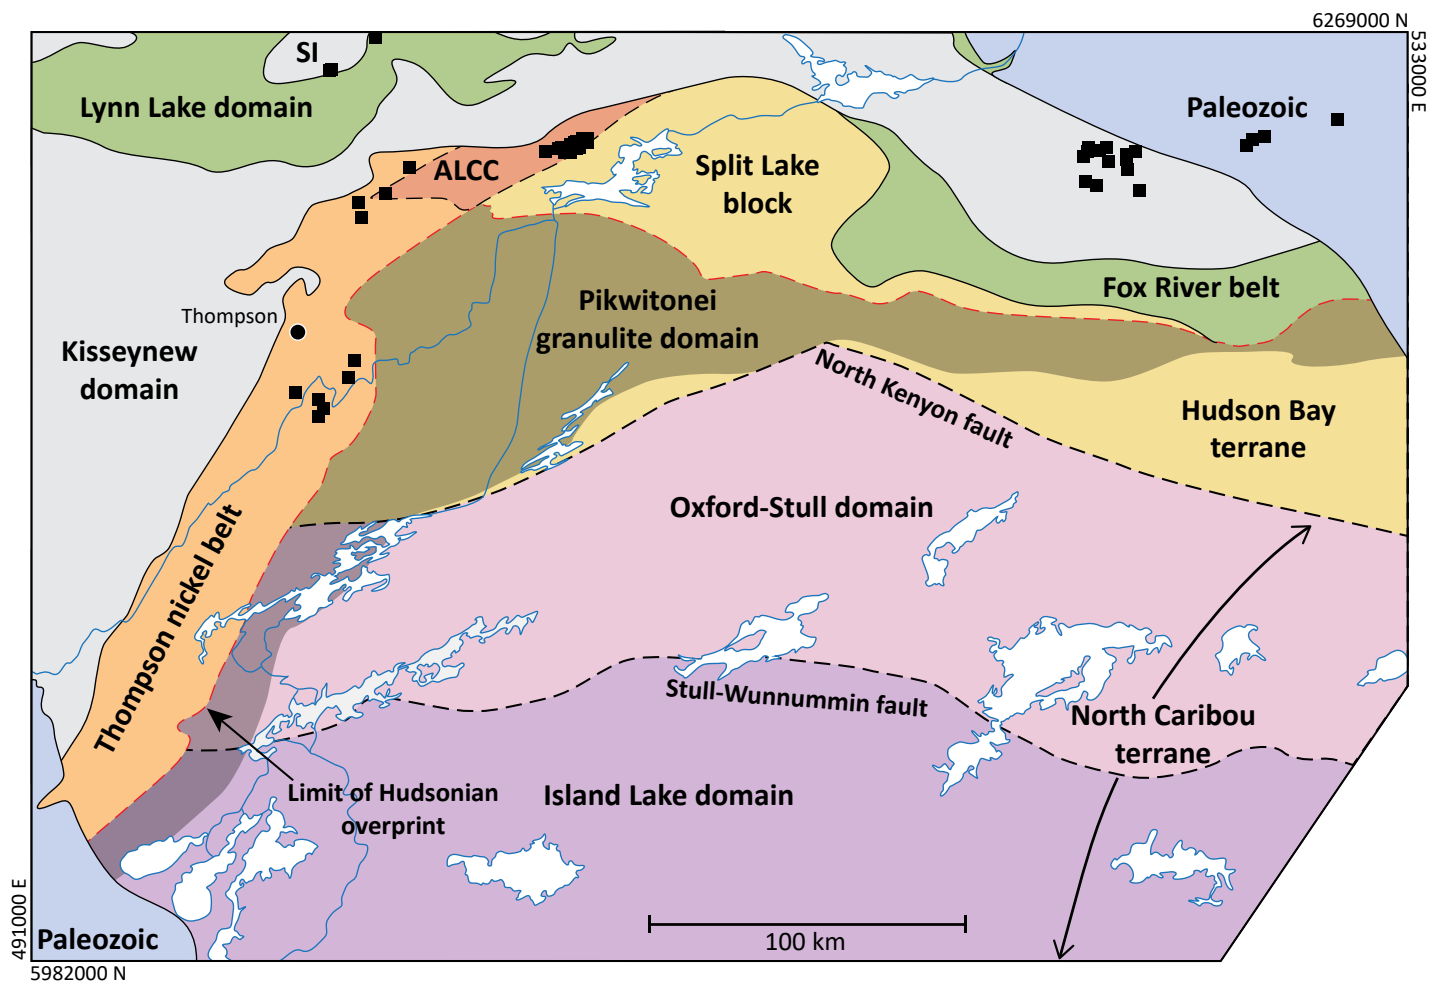 6269000 N
533000 E
SI
Lynn Lake domain
Paleozoic
ALCC
Split Lake
block
Fox River belt
Pikwitonei
granulite domain
Thompson
Kisseynew
domain
North Kenyon fault
Hudson Bay
terrane
Oxford-Stull domain
Thompson nickel belt
Stull-Wunnummin fault
North Caribou
terrane
Limit of Hudsonian
overprint
Island Lake domain
491000 E
Paleozoic
100 km
5982000 N